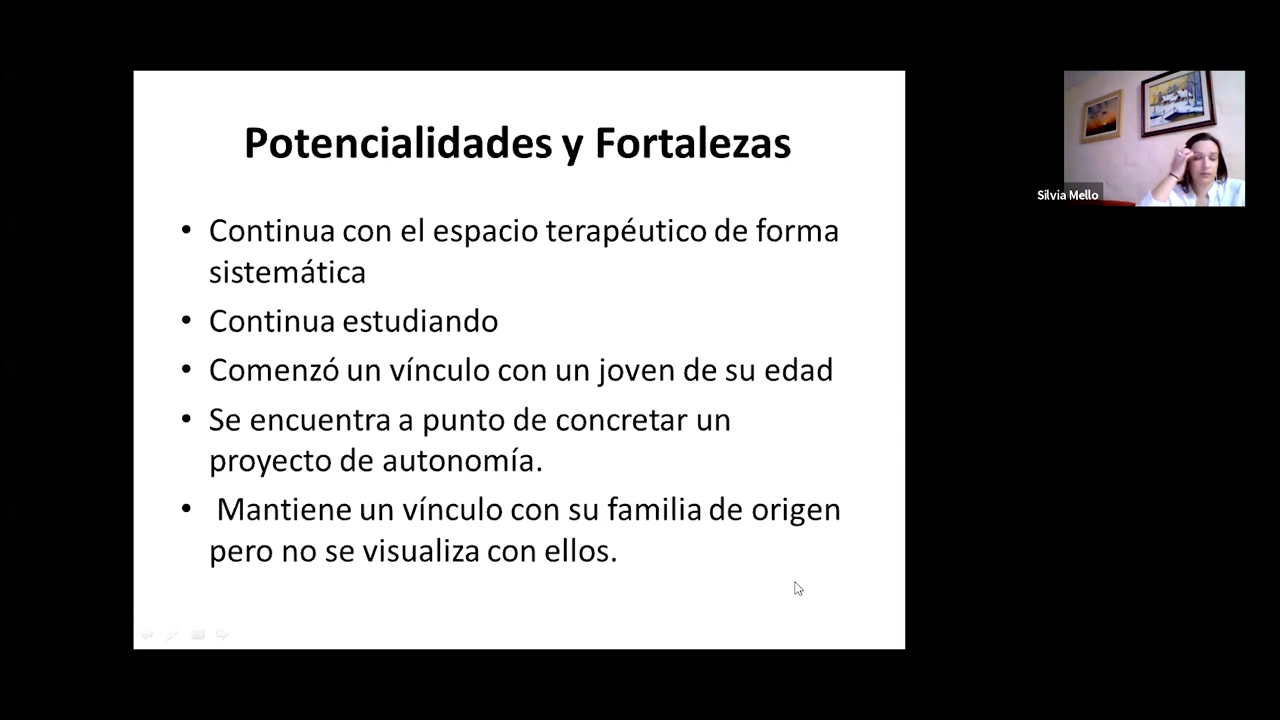 Potencialidades y Fortalezas
• Continua con el espacio terapéutico de forma
sistemática
• Continua estudiando
• Comenzó un vínculo con un joven de su edad
• Se encuentra a punto de concretar un
proyecto de autonomía.
• Mantiene un vínculo con su familia de origen
pero no se visualiza con ellos.
Silvia Mello